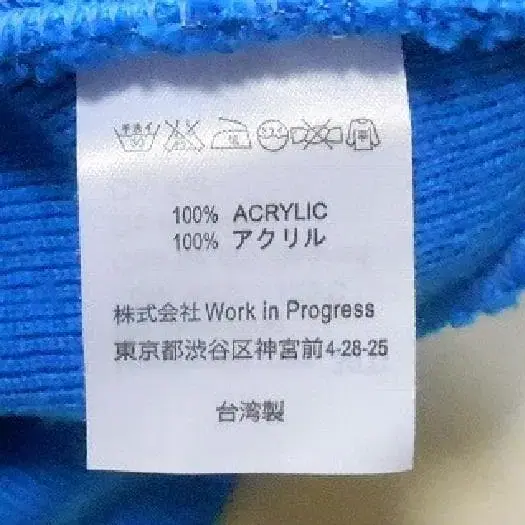 100% ACRYLIC
100% アクリル
株式会社 Work in Progress
東京都渋谷区神宮前4-28-25
台湾製